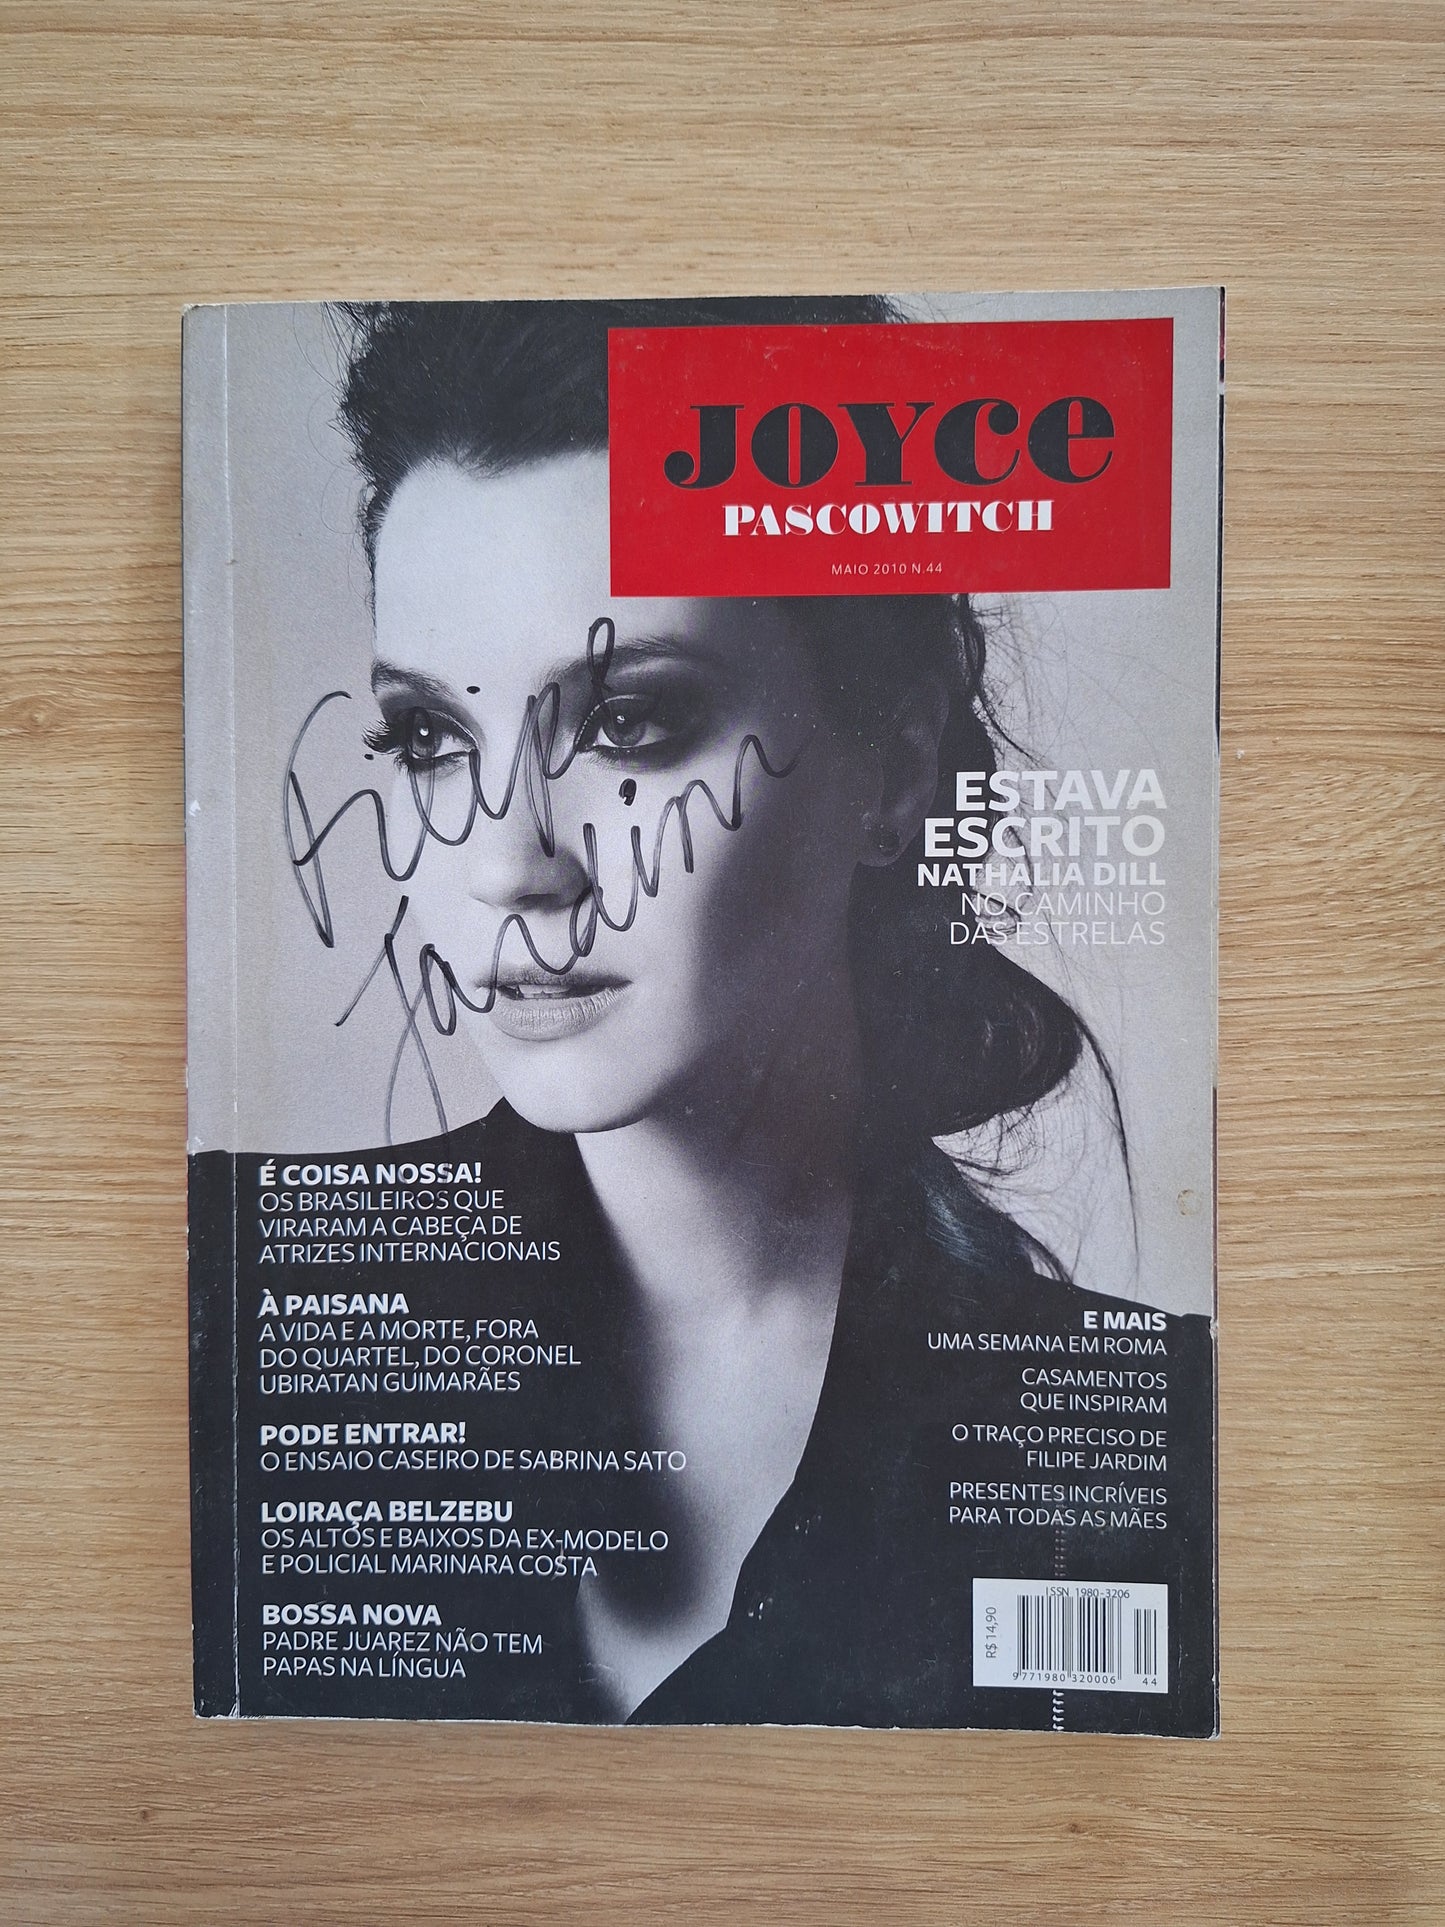 JOYCE
PASCOWITCH
MAIO 2010 N.44
Filipe
Jardim
ESTAVA
ESCRITO
NATHALIA DILL
NO CAMINHO
DAS ESTRELAS
É COISA NOSSA!
OS BRASILEIROS QUE
VIRARAM A CABEÇA DE
ATRIZES INTERNACIONAIS
À PAISANA
A VIDA E A MORTE, FORA
DO QUARTEL, DO CORONEL
UBIRATAN GUIMARÃES
PODE ENTRAR!
O ENSAIO CASEIRO DE SABRINA SATO
LOIRAÇA BELZEBU
OS ALTOS E BAIXOS DA EX-MODELO
E POLICIAL MARINARA COSTA
BOSSA NOVA
PADRE JUAREZ NÃO TEM
PAPAS NA LÍNGUA
E MAIS
UMA SEMANA EM ROMA
CASAMENTOS
QUE INSPIRAM
O TRAÇO PRECISO DE
FILIPE JARDIM
PRESENTES INCRÍVEIS
PARA TODAS AS MÃES
ISSN 1980-3206
R$ 14,90
9 771980 320006 44